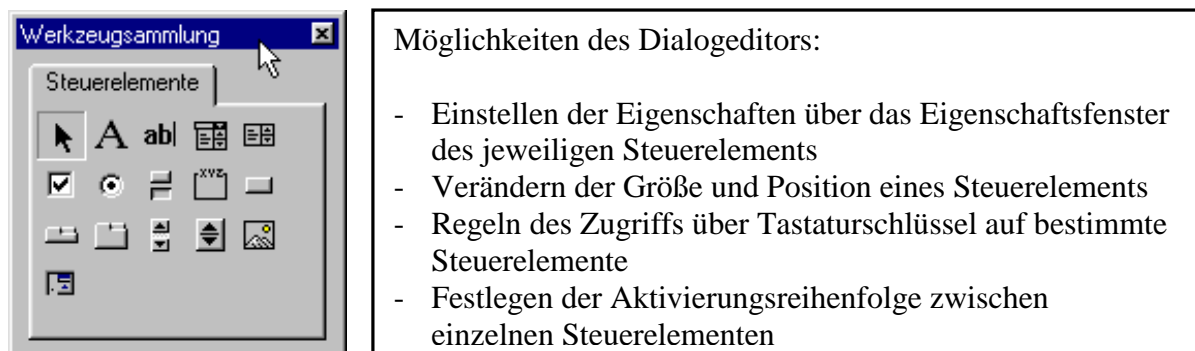 Werkzeugsammlung
Steuerelemente
A ab|
xyz
Möglichkeiten des Dialogeditors:
- Einstellen der Eigenschaften über das Eigenschaftsfenster
des jeweiligen Steuerelements
- Verändern der Größe und Position eines Steuerelements
- Regeln des Zugriffs über Tastaturschlüssel auf bestimmte
Steuerelemente
- Festlegen der Aktivierungsreihenfolge zwischen
einzelnen Steuerelementen